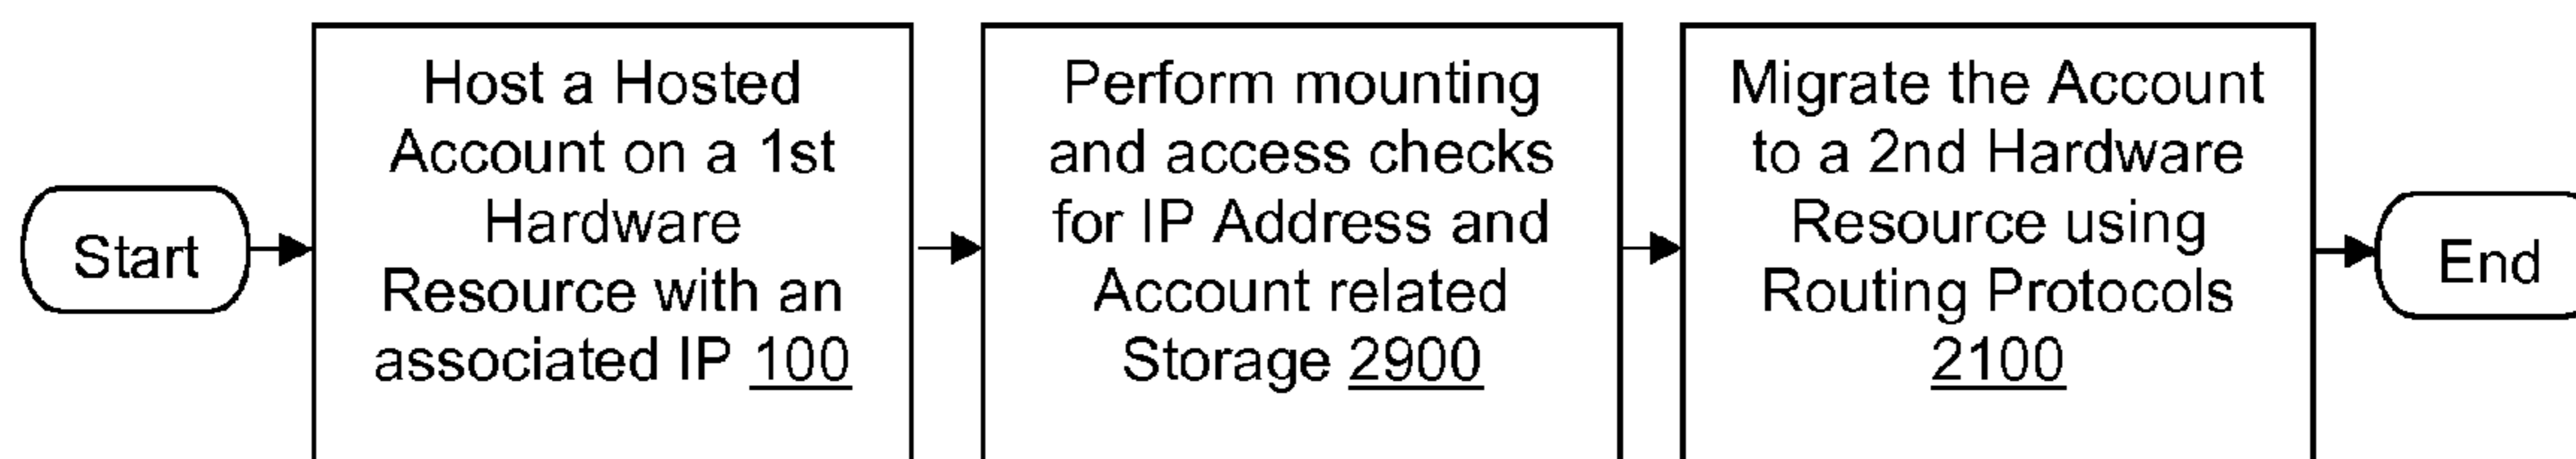 Start
Host a Hosted
Account on a 1st
Hardware
Resource with an
associated IP 100
Perform mounting
and access checks
for IP Address and
Account related
Storage 2900
Migrate the Account
to a 2nd Hardware
Resource using
Routing Protocols
2100
End